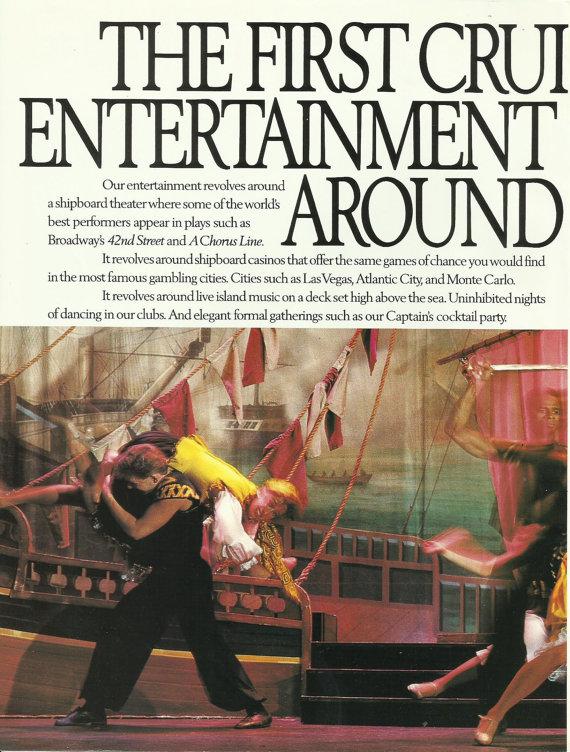 THE FIRST CRUI
ENTERTAINMENT
AROUND
Our entertainment revolves around
a shipboard theater where some of the world's
best performers appear in plays such as
Broadway's 42nd Street and A Chorus Line.
It revolves around shipboard casinos that offer the same games of chance you would find
in the most famous gambling cities. Cities such as Las Vegas, Atlantic City, and Monte Carlo.
It revolves around live island music on a deck set high above the sea. Uninhibited nights
of dancing in our clubs. And elegant formal gatherings such as our Captain's cocktail party.